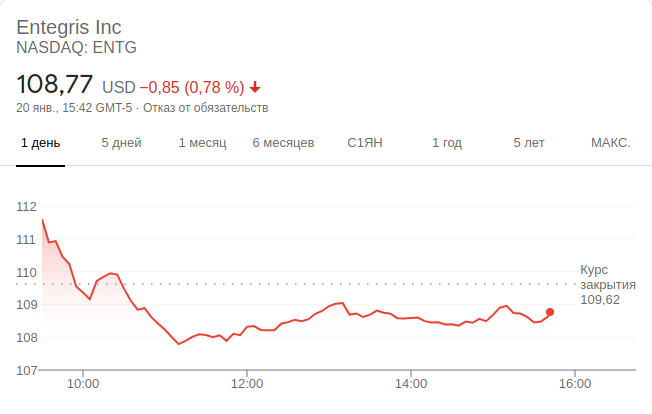 Entegris Inc
NASDAQ: ENTG
108,77 USD −0,85 (0,78 %)
20 янв., 15:42 GMT-5 · Отказ от обязательств
1 день 5 дней 1 месяц 6 месяцев С1ЯН 1 год 5 лет МАКС.
112
111
110
109
108
107
Курс
закрытия
109,62
10:00 12:00 14:00 16:00